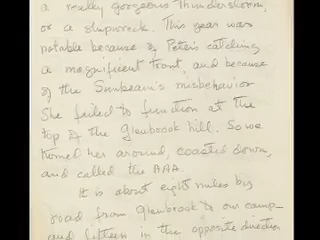 a really gorgeous thunderstorm,
or a shipwreck. This year was
notable because of Peter's catching
a magnificent trout, and because
of the Sunbeam's misbehavior
She failed to function at the
top of the Glenbrook hill. So we
turned her around, coasted down,
and called the AAA.
It is about eight miles by
road from Glenbrook to our camp—
and fifteen in the opposite direction